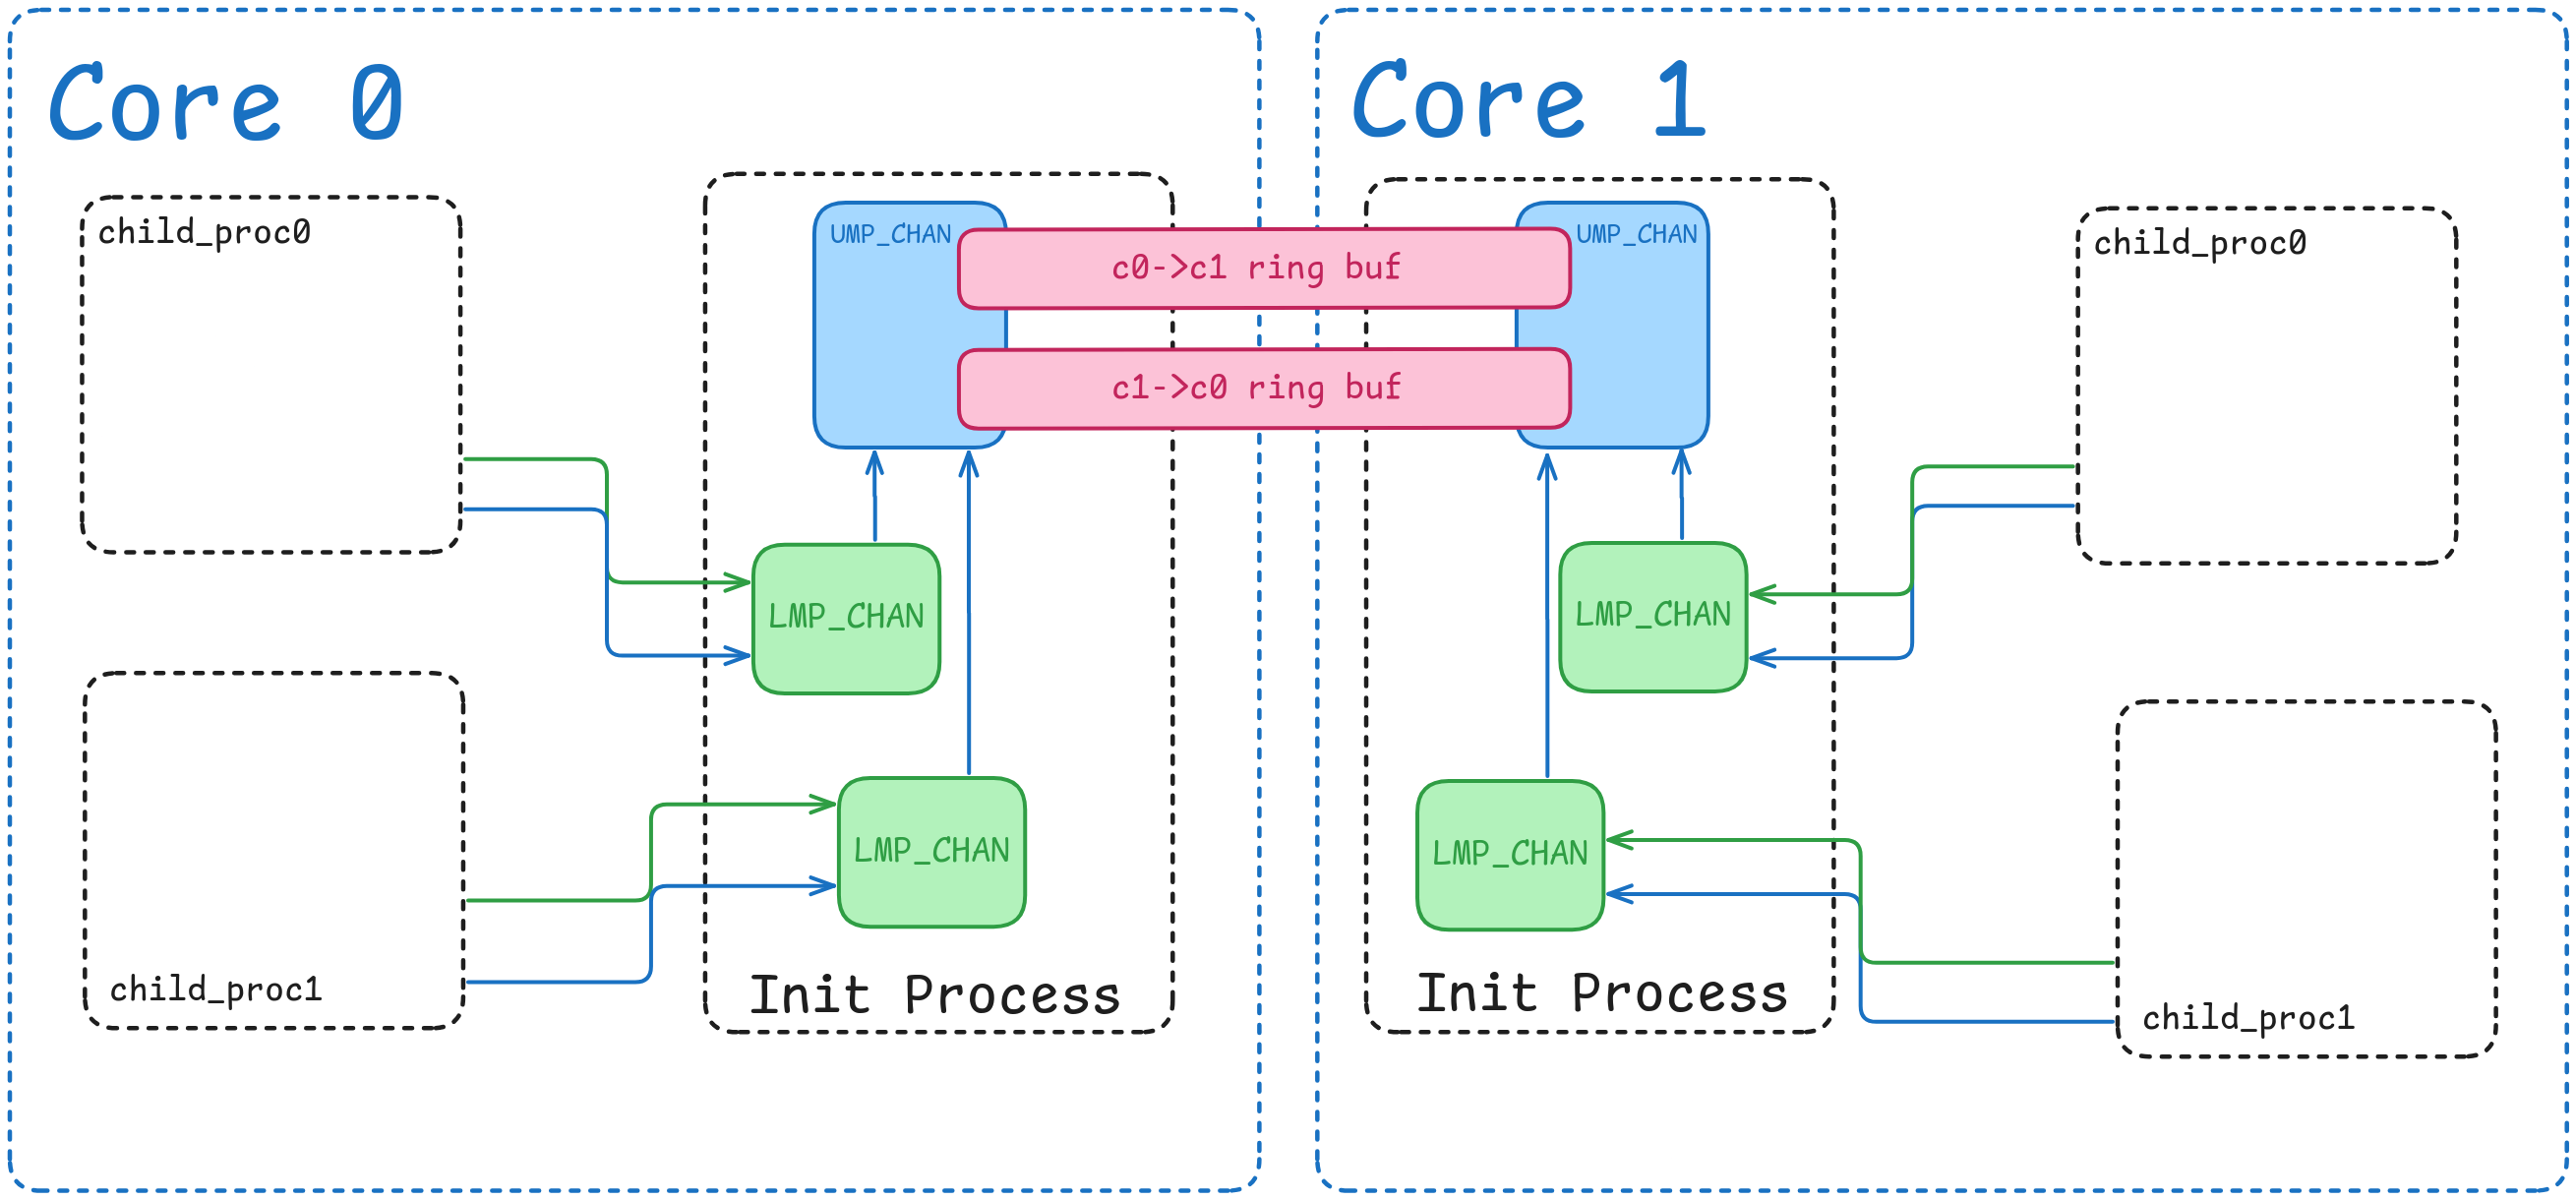 Core 0
child_proc0
UMP_CHAN
c0->c1 ring buf
c1->c0 ring buf
LMP_CHAN
LMP_CHAN
child_proc1
Init Process
Core 1
UMP_CHAN
child_proc0
LMP_CHAN
LMP_CHAN
Init Process
child_proc1